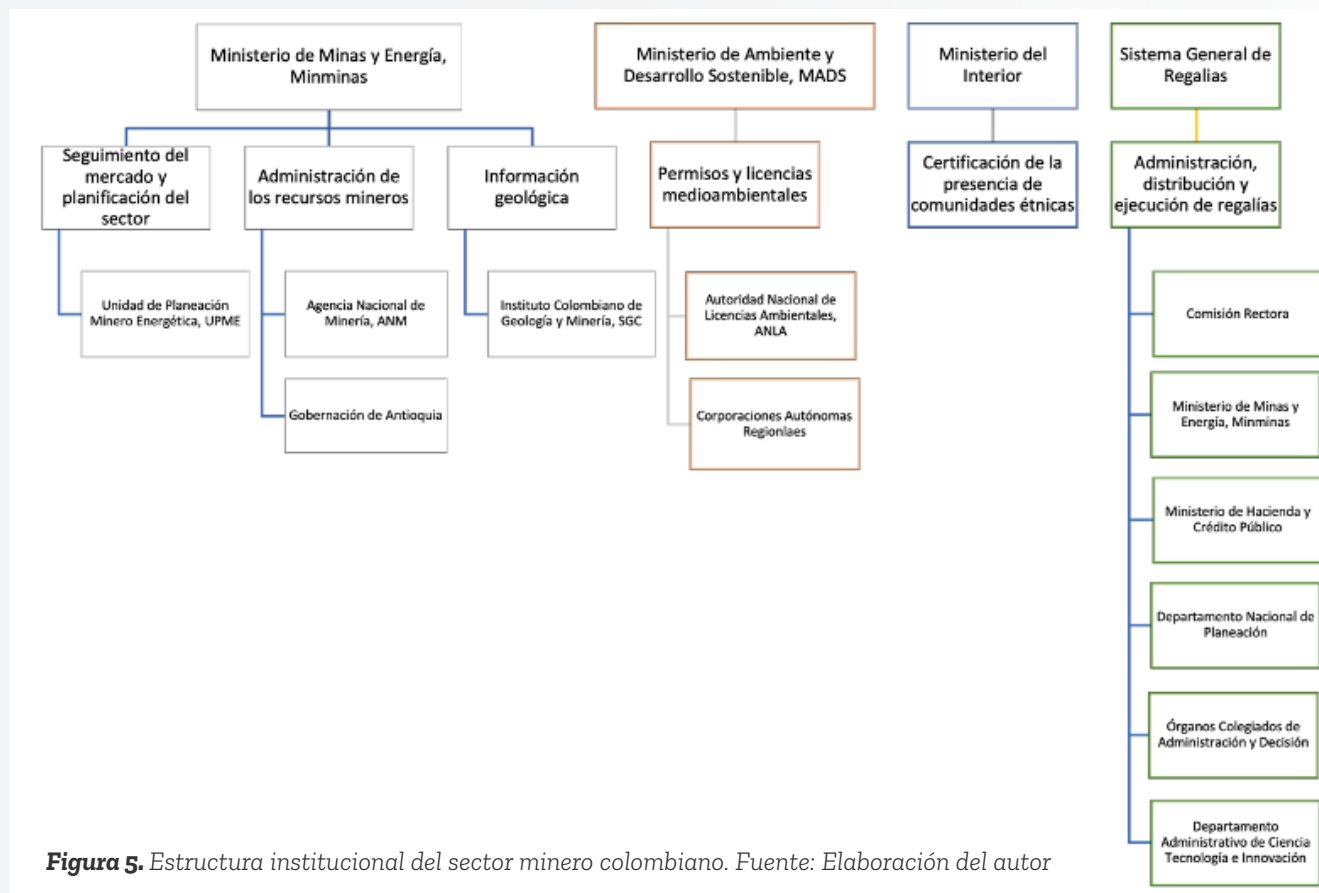 Ministerio de Minas y Energía,
Minminas
Seguimiento del
mercado y
planificación del
sector
Unidad de Planeación
Minero Energética, UPME
Administración de
los recursos mineros
Agencia Nacional de
Minería, ANM
Gobernación de Antioquia
Información
geológica
Instituto Colombiano de
Geología y Minería, SGC
Ministerio de Ambiente y
Desarrollo Sostenible, MADS
Permisos y licencias
medioambientales
Autoridad Nacional de
Licencias Ambientales,
ANLA
Corporaciones Autónomas
Regionlaes
Ministerio del
Interior
Certificación de la
presencia de
comunidades étnicas
Sistema General de
Regalias
Administración,
distribución y
ejecución de regalías
Comisión Rectora
Ministerio de Minas y
Energía, Minminas
Ministerio de Hacienda y
Crédito Público
Departamento Nacional de
Planeación
Órganos Colegiados de
Administración y Decisión
Departamento
Administrativo de Ciencia
Tecnología e Innovación
Figura 5. Estructura institucional del sector minero colombiano. Fuente: Elaboración del autor